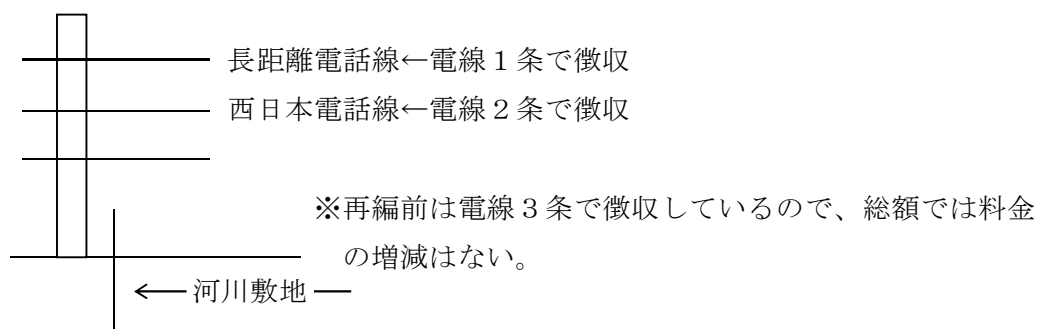 長距離電話線←電線１条で徴収
西日本電話線←電線２条で徴収
※再編前は電線３条で徴収しているので、総額では料金
の増減はない。
河川敷地